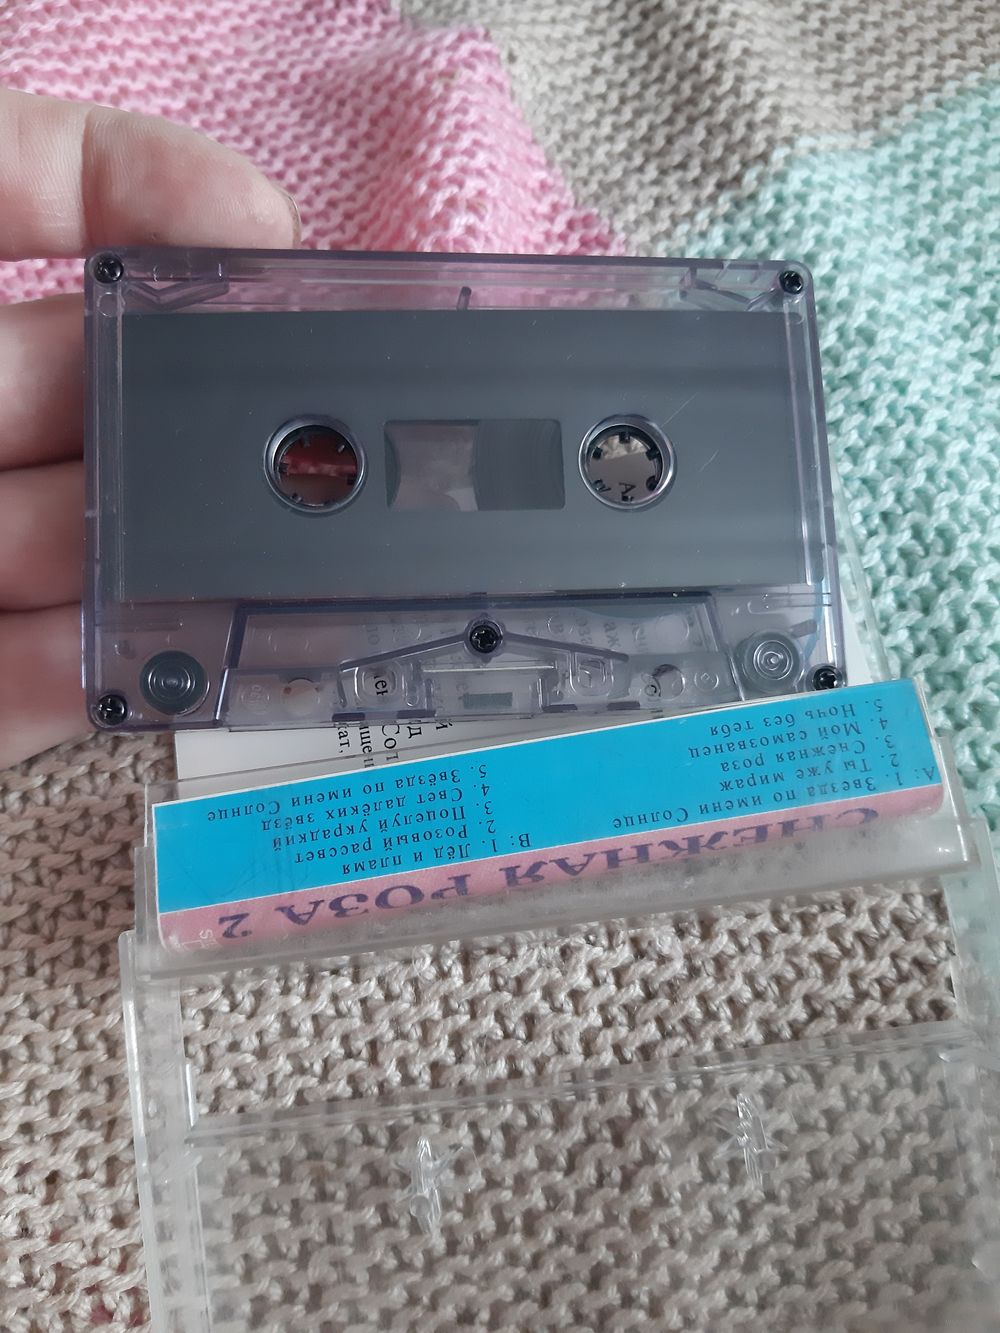 СНЕЖНАЯ РОЗА 2
А: 1. Звезда по имени Солнце
2. Ты уже мираж
3. Снежная роза
4. Мой самозванец
5. Ночь без тебя
В: 1. Лёд и пламя
2. Розовый рассвет
3. Поцелуй украдкий
4. Свет далёких звёзд
5. Звёзда по имени Солнце